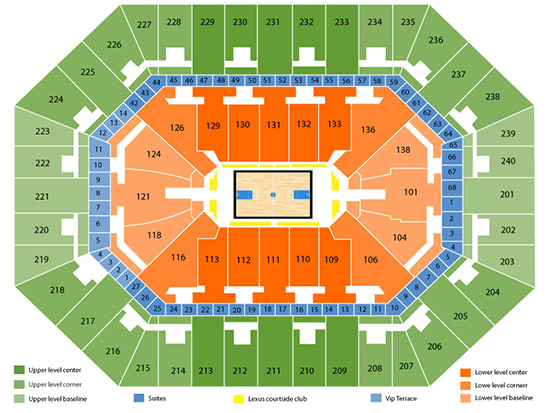 227 228 229 230 231 232 233 234 235
226 236
225 237
224 238
44 45 46 47 48 49 50 51 52 53 54 55 56 57 58 59
43 60
42 61
14 62
13 63
12 64
223 11 126 129 130 131 132 133 136 65 239
222 10 124 138 66 240
9 67
221 8 121 101 68 201
7 1
220 6 118 104 2 202
5 3
219 4 116 113 112 111 110 109 106 4 203
3 5
2 6
1 7
27 8
26 9
25 24 23 22 21 20 19 18 17 16 15 14 13 12 11 10
218 204
217 205
216 206
215 214 213 212 211 210 209 208 207
Upper level center
Upper level corner
Upper level baseline
Suites
Lexus courtside club
Vip Terrace
Lower level center
Lowe level cornerr
Lower level baseline